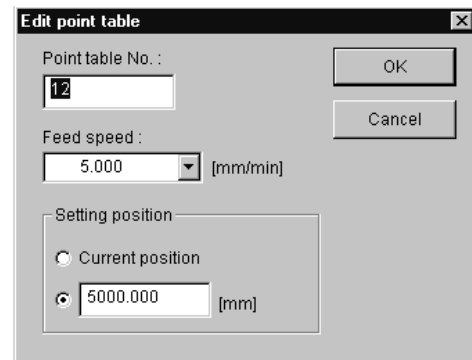 Edit point table
Point table No. :
12
OK
Cancel
Feed speed :
5.000 [mm/min]
Setting position
Current position
5000.000 [mm]